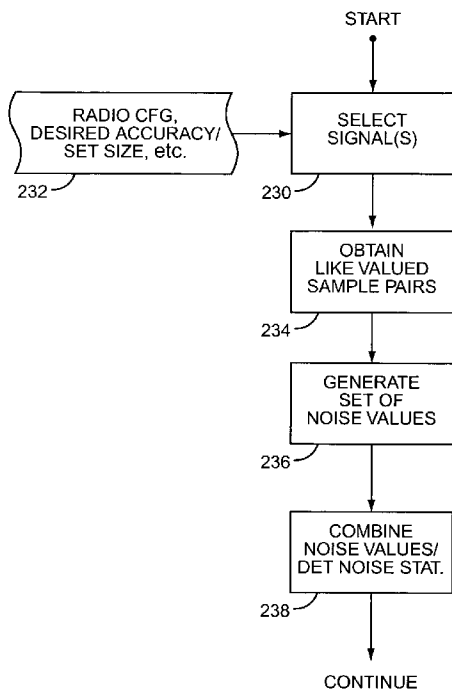 START
RADIO CFG,
DESIRED ACCURACY/
SET SIZE, etc.
232
SELECT
SIGNAL(S)
230
OBTAIN
LIKE VALUED
SAMPLE PAIRS
234
GENERATE
SET OF
NOISE VALUES
236
COMBINE
NOISE VALUES/
DET NOISE STAT.
238
CONTINUE